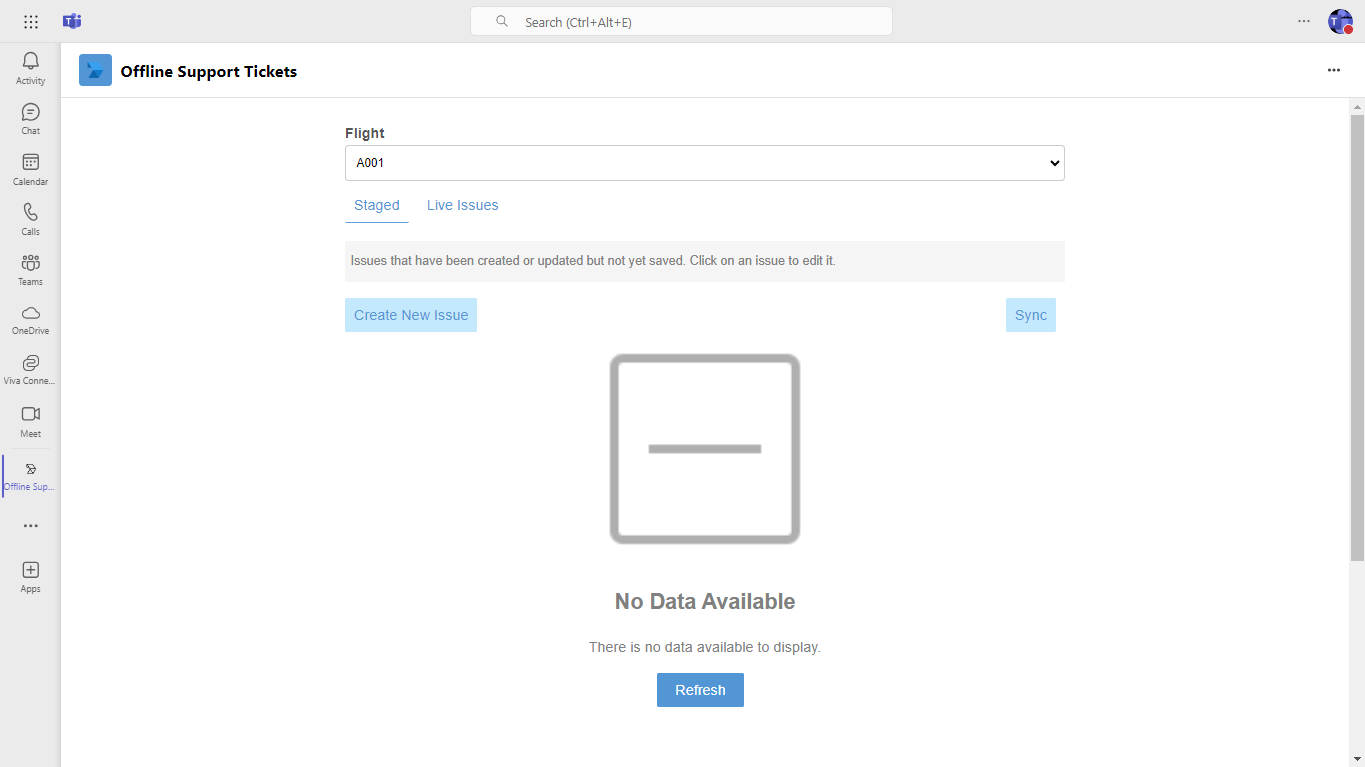 Search (Ctrl+Alt+E)
Activity
Chat
Calendar
Calls
Teams
OneDrive
Viva Conne...
Meet
Offline Sup...
Apps
Offline Support Tickets
Flight
A001
Staged Live Issues
Issues that have been created or updated but not yet saved. Click on an issue to edit it.
Create New Issue Sync
No Data Available
There is no data available to display.
Refresh